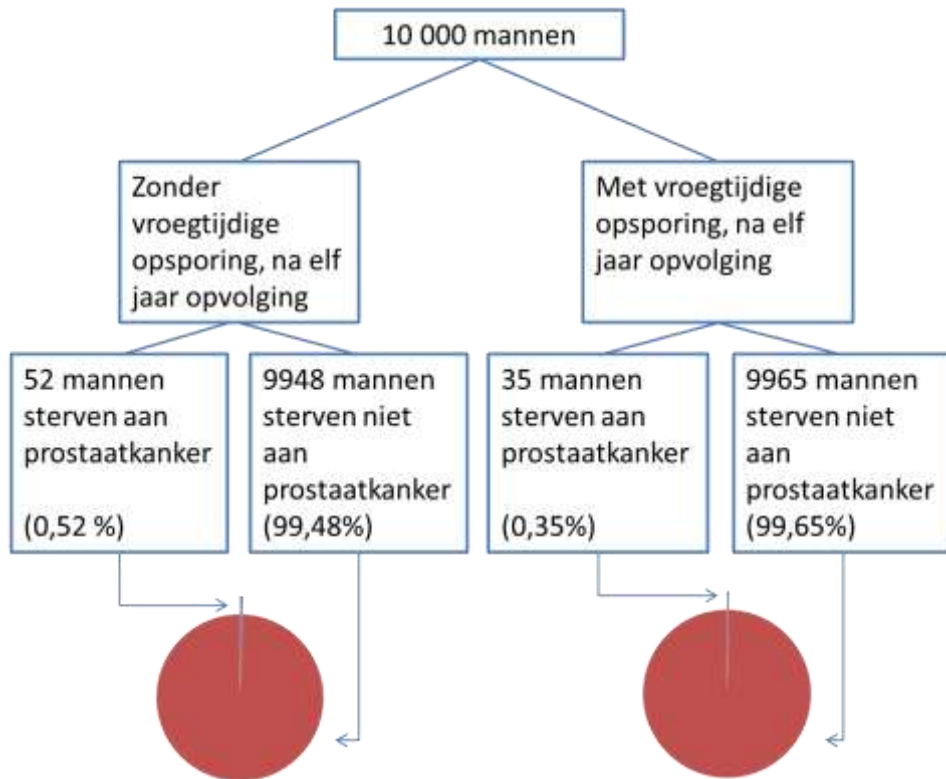 10 000 mannen
Zonder
vroegtijdige
opsporing, na elf
jaar opvolging
Met vroegtijdige
opsporing, na elf
jaar opvolging
52 mannen
sterven aan
prostaatkanker
(0,52 %)
9948 mannen
sterven niet
aan
prostaatkanker
(99,48%)
35 mannen
sterven aan
prostaatkanker
(0,35%)
9965 mannen
sterven niet
aan
prostaatkanker
(99,65%)